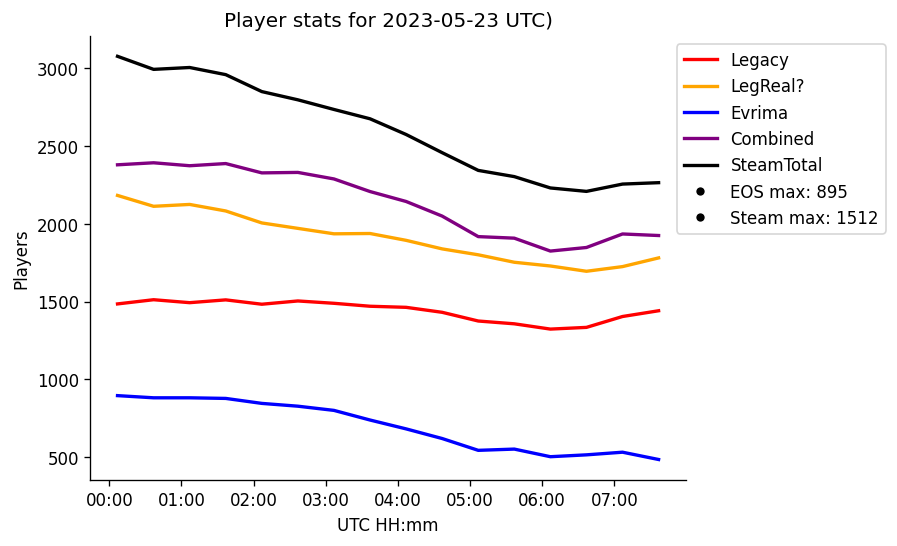 Player stats for 2023-05-23 UTC)
Legacy
LegReal?
Evrima
Combined
SteamTotal
EOS max: 895
Steam max: 1512
Players
3000
2500
2000
1500
1000
500
00:00 01:00 02:00 03:00 04:00 05:00 06:00 07:00
UTC HH:mm